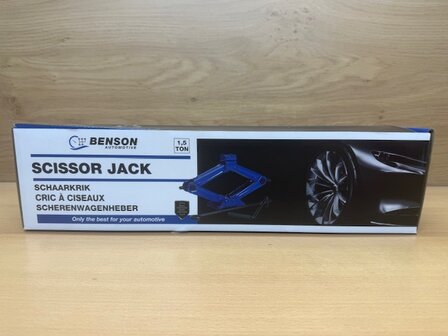 BENSON
AUTOMOTIVE
1,5
TON
SCISSOR JACK
SCHAARKRIK
CRIC À CISEAUX
SCHERENWAGENHEBER
Only the best for your automotive